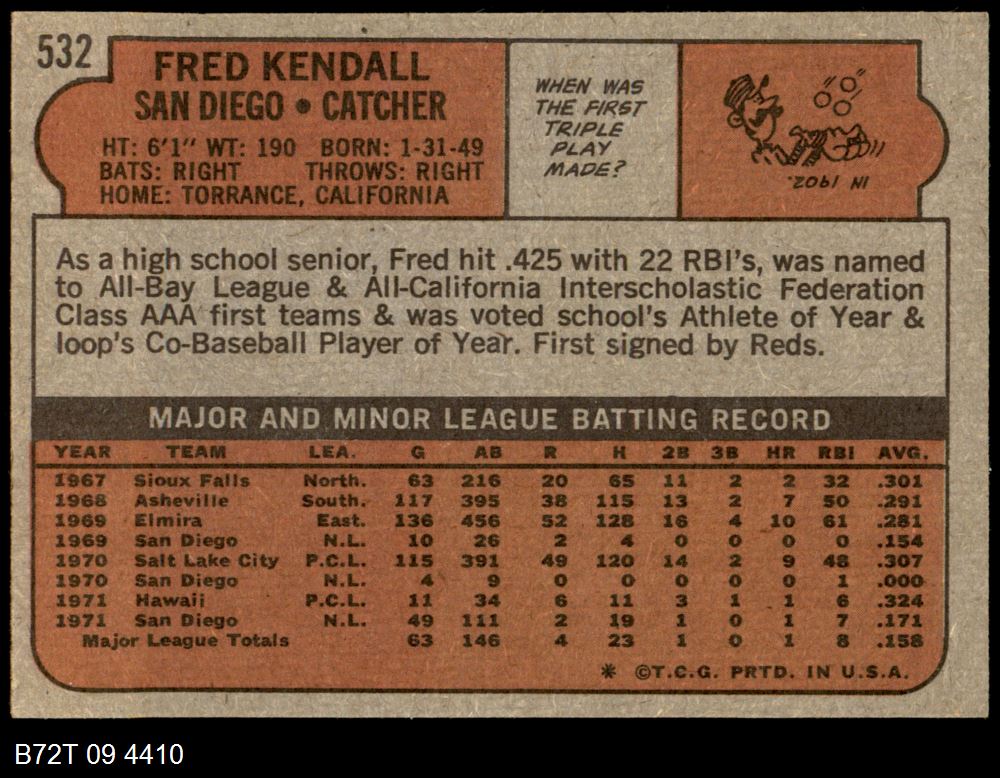 532
FRED KENDALL
SAN DIEGO • CATCHER
HT: 6'1" WT: 190 BORN: 1-31-49
BATS: RIGHT THROWS: RIGHT
HOME: TORRANCE, CALIFORNIA
WHEN WAS
THE FIRST
TRIPLE
PLAY
MADE?
IN 1902.
As a high school senior, Fred hit .425 with 22 RBI's, was named
to All-Bay League & All-California Interscholastic Federation
Class AAA first teams & was voted school's Athlete of Year &
loop's Co-Baseball Player of Year. First signed by Reds.
MAJOR AND MINOR LEAGUE BATTING RECORD
YEAR TEAM LEA. G AB R H 2B 3B HR RBI AVG.
1967 Sioux Falls North. 63 216 20 65 11 2 2 32 .301
1968 Asheville South. 117 395 38 115 13 2 7 50 .291
1969 Elmira East. 136 456 52 128 16 4 10 61 .281
1969 San Diego N.L. 10 26 2 4 0 0 0 0 .154
1970 Salt Lake City P.C.L. 115 391 49 120 14 2 9 48 .307
1970 San Diego N.L. 4 9 0 0 0 0 0 1 .000
1971 Hawaii P.C.L. 11 34 6 11 3 1 1 6 .324
1971 San Diego N.L. 49 111 2 19 1 0 1 7 .171
Major League Totals 63 146 4 23 1 0 1 8 .158
* ©T.C.G. PRTD. IN U.S.A.
B72T 09 4410